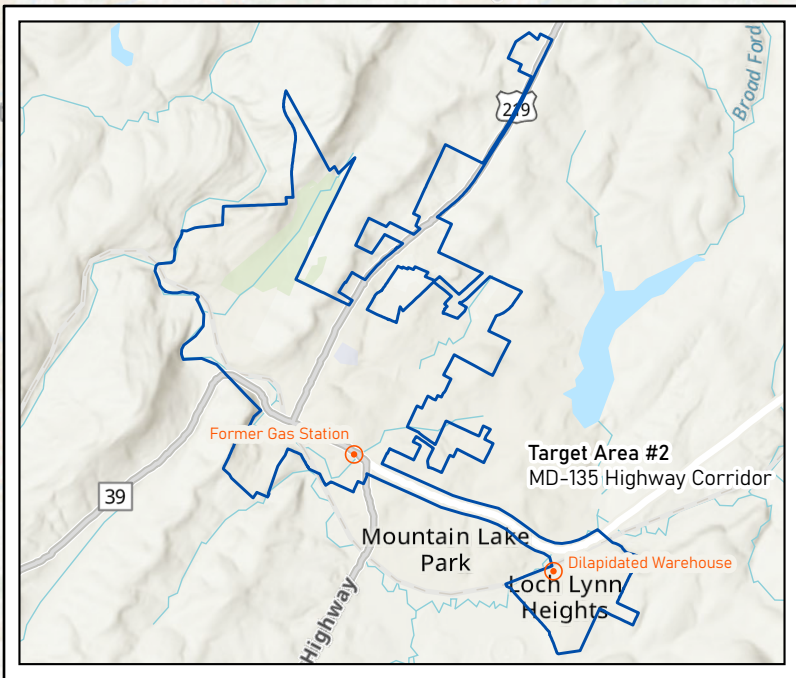 Broad Ford
219
Former Gas Station
Target Area #2
MD-135 Highway Corridor
39
Mountain Lake
Park
Dilapidated Warehouse
Loch Lynn
Heights
Highway